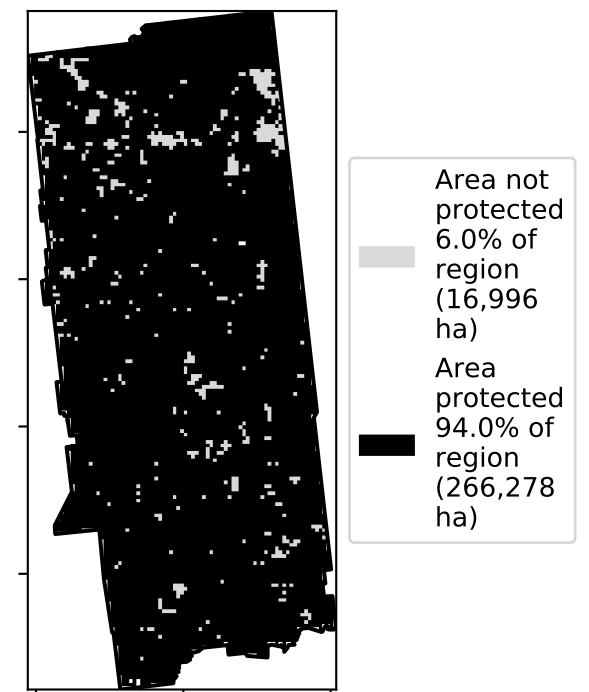 Area not
protected
6.0% of
region
(16,996
ha)
Area
protected
94.0% of
region
(266,278
ha)